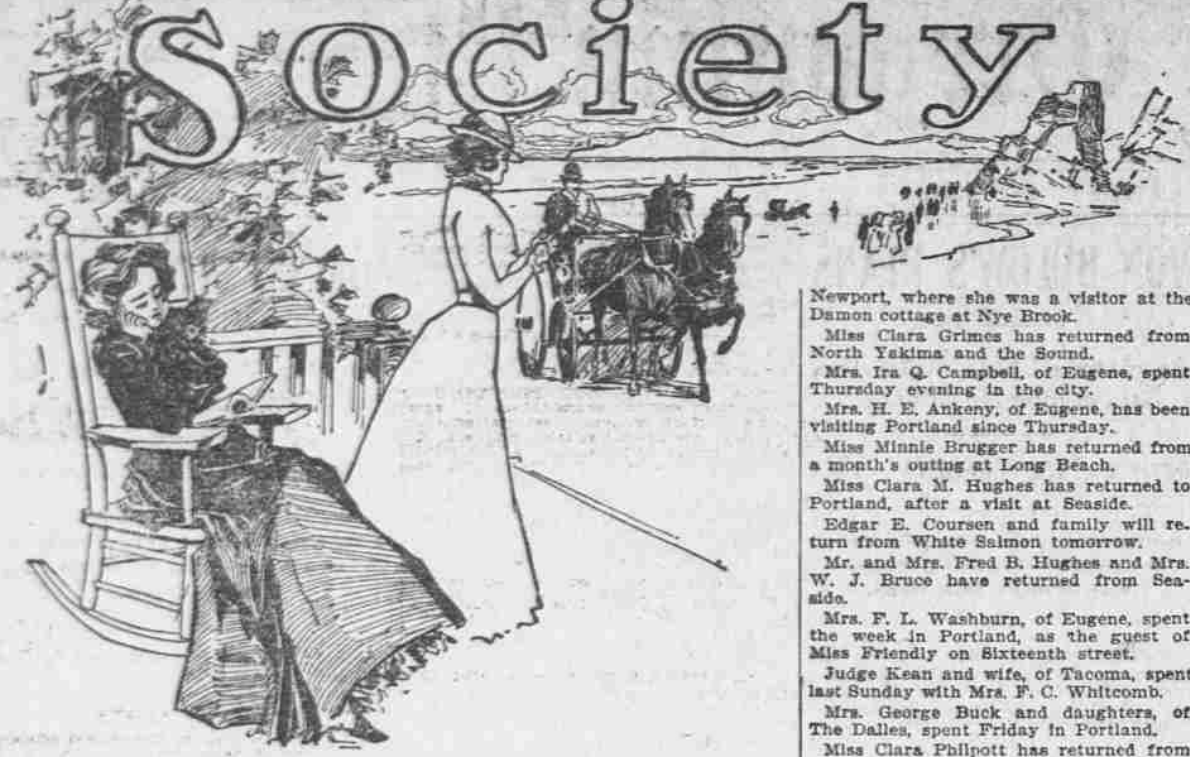 Society
Newport, where she was a visitor at the
Damon cottage at Nye Brook.
Miss Clara Grimes has returned from
North Yakima and the Sound.
Mrs. Ira Q. Campbell, of Eugene, spent
Thursday evening in the city.
Mrs. H. E. Ankeny, of Eugene, has been
visiting Portland since Thursday.
Miss Minnie Brugger has returned from
a month's outing at Long Beach.
Miss Clara M. Hughes has returned to
Portland, after a visit at Seaside.
Edgar E. Coursen and family will re-
turn from White Salmon tomorrow.
Mr. and Mrs. Fred B. Hughes and Mrs.
W. J. Bruce have returned from Sea-
side.
Mrs. F. L. Washburn, of Eugene, spent
the week in Portland, as the guest of
Miss Friendly on Sixteenth street.
Judge Kean and wife, of Tacoma, spent
last Sunday with Mrs. F. C. Whitcomb.
Mrs. George Buck and daughters, of
The Dalles, spent Friday in Portland.
Miss Clara Philpott has returned from